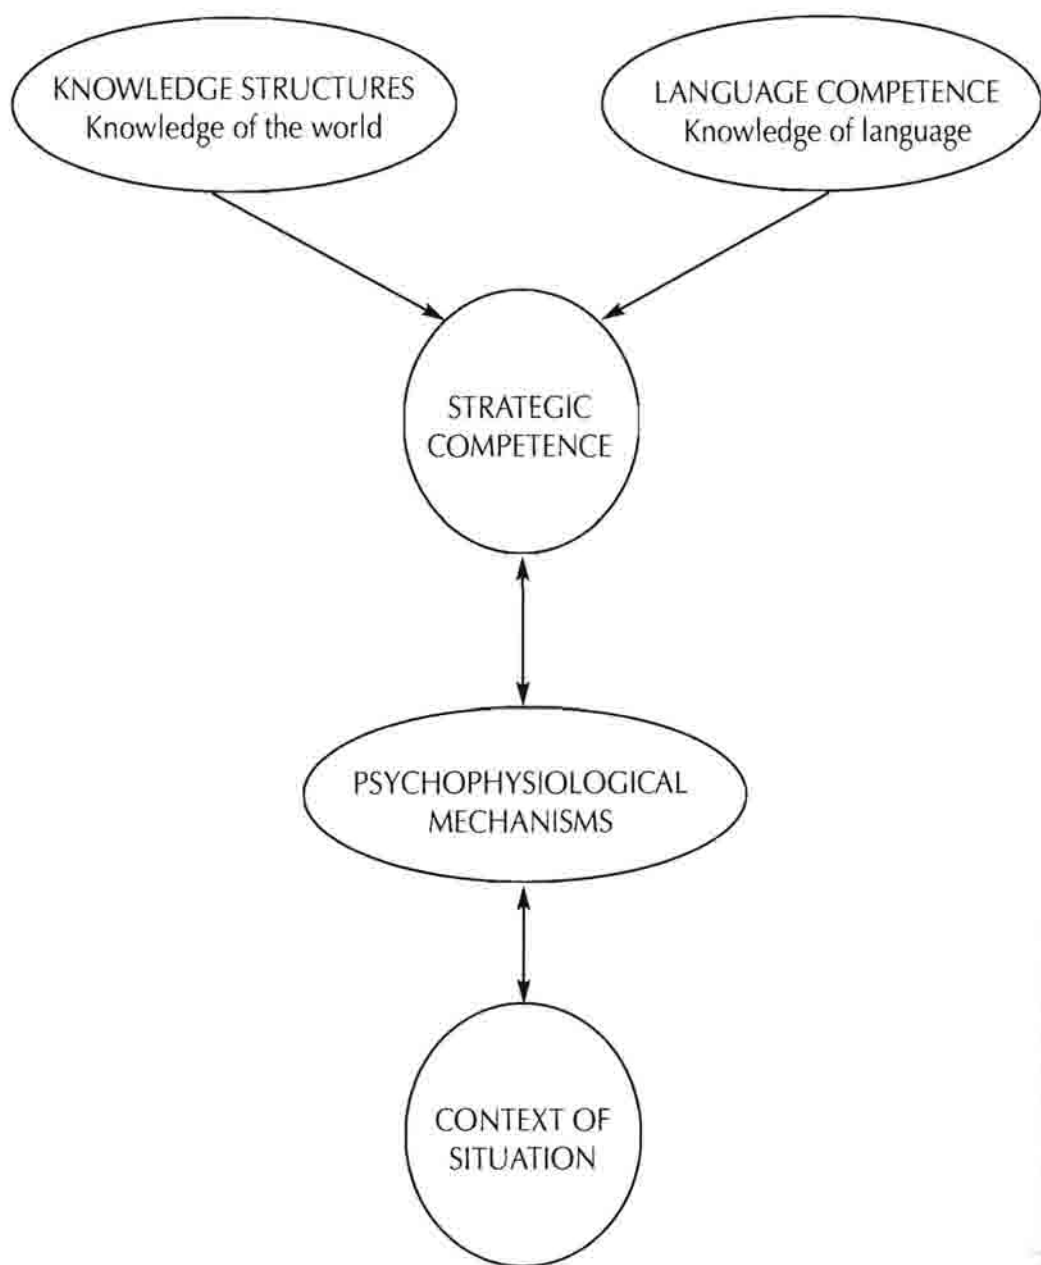 KNOWLEDGE STRUCTURES
Knowledge of the world
LANGUAGE COMPETENCE
Knowledge of language
STRATEGIC
COMPETENCE
PSYCHOPHYSIOLOGICAL
MECHANISMS
CONTEXT OF
SITUATION